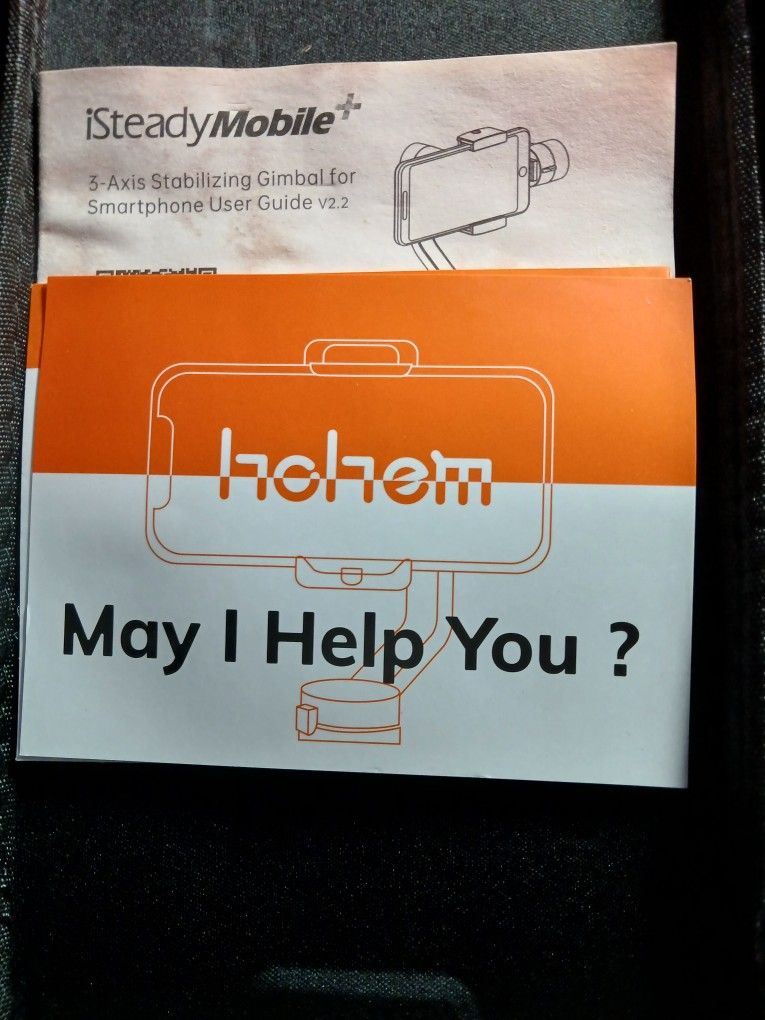 iSteadyMobile+
3-Axis Stabilizing Gimbal for
Smartphone User Guide V2.2
hohem
May I Help You ?